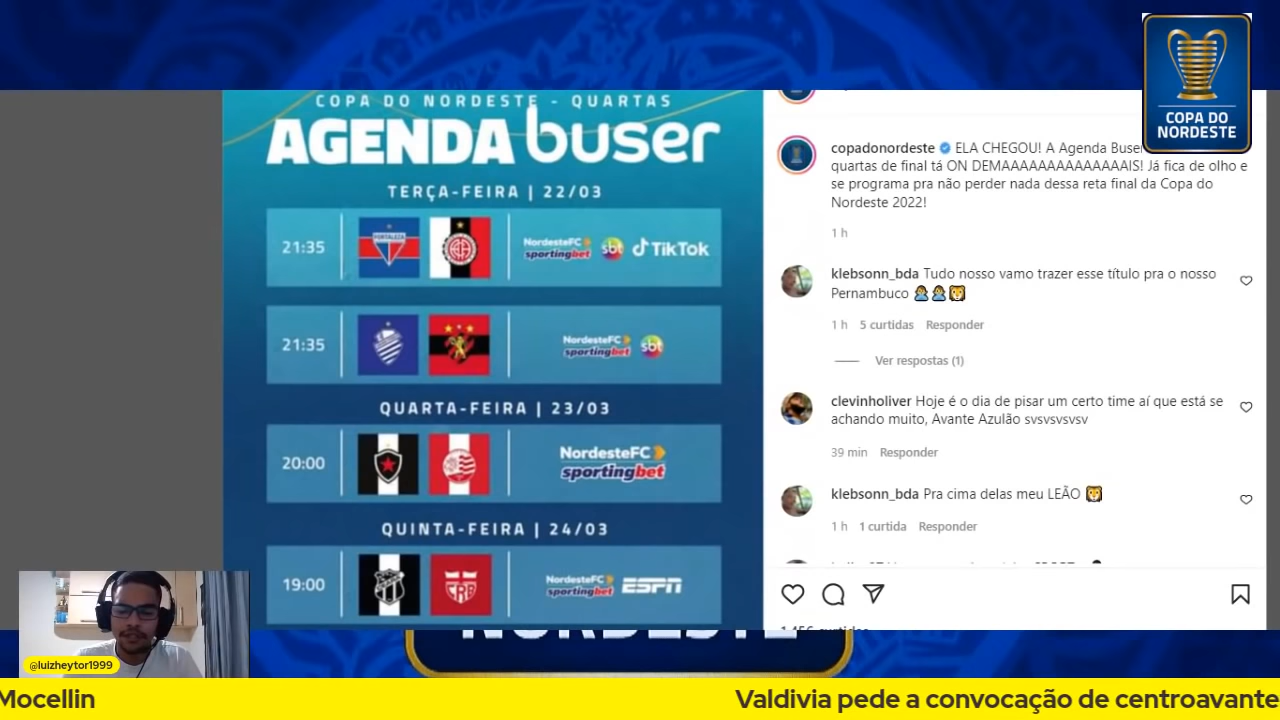 COPA DO NORDESTE - QUARTAS
AGENDA buser
TERÇA-FEIRA | 22/03
21:35
FORTALEZA
NordesteFC
sportingbet
sbt
TikTok
21:35
NordesteFC
sportingbet
sbt
QUARTA-FEIRA | 23/03
20:00
NordesteFC
sportingbet
QUINTA-FEIRA | 24/03
19:00
CRB
NordesteFC
sportingbet
ESPN
COPA DO
NORDESTE
copadonordeste ELA CHEGOU! A Agenda Buser
quartas de final tá ON DEMAAAAAAAAAAAAAAIS! Já fica de olho e
se programa pra não perder nada dessa reta final da Copa do
Nordeste 2022!
1 h
klebsonn_bda Tudo nosso vamo trazer esse título pra o nosso
Pernambuco
1 h 5 curtidas Responder
Ver respostas (1)
clevinholiver Hoje é o dia de pisar um certo time aí que está se
achando muito, Avante Azulão svsvsvsvsv
39 min Responder
klebsonn_bda Pra cima delas meu LEÃO
1 h 1 curtida Responder
NORDESTE
@luizheytor1999
Mocellin
Valdivia pede a convocação de centroavante